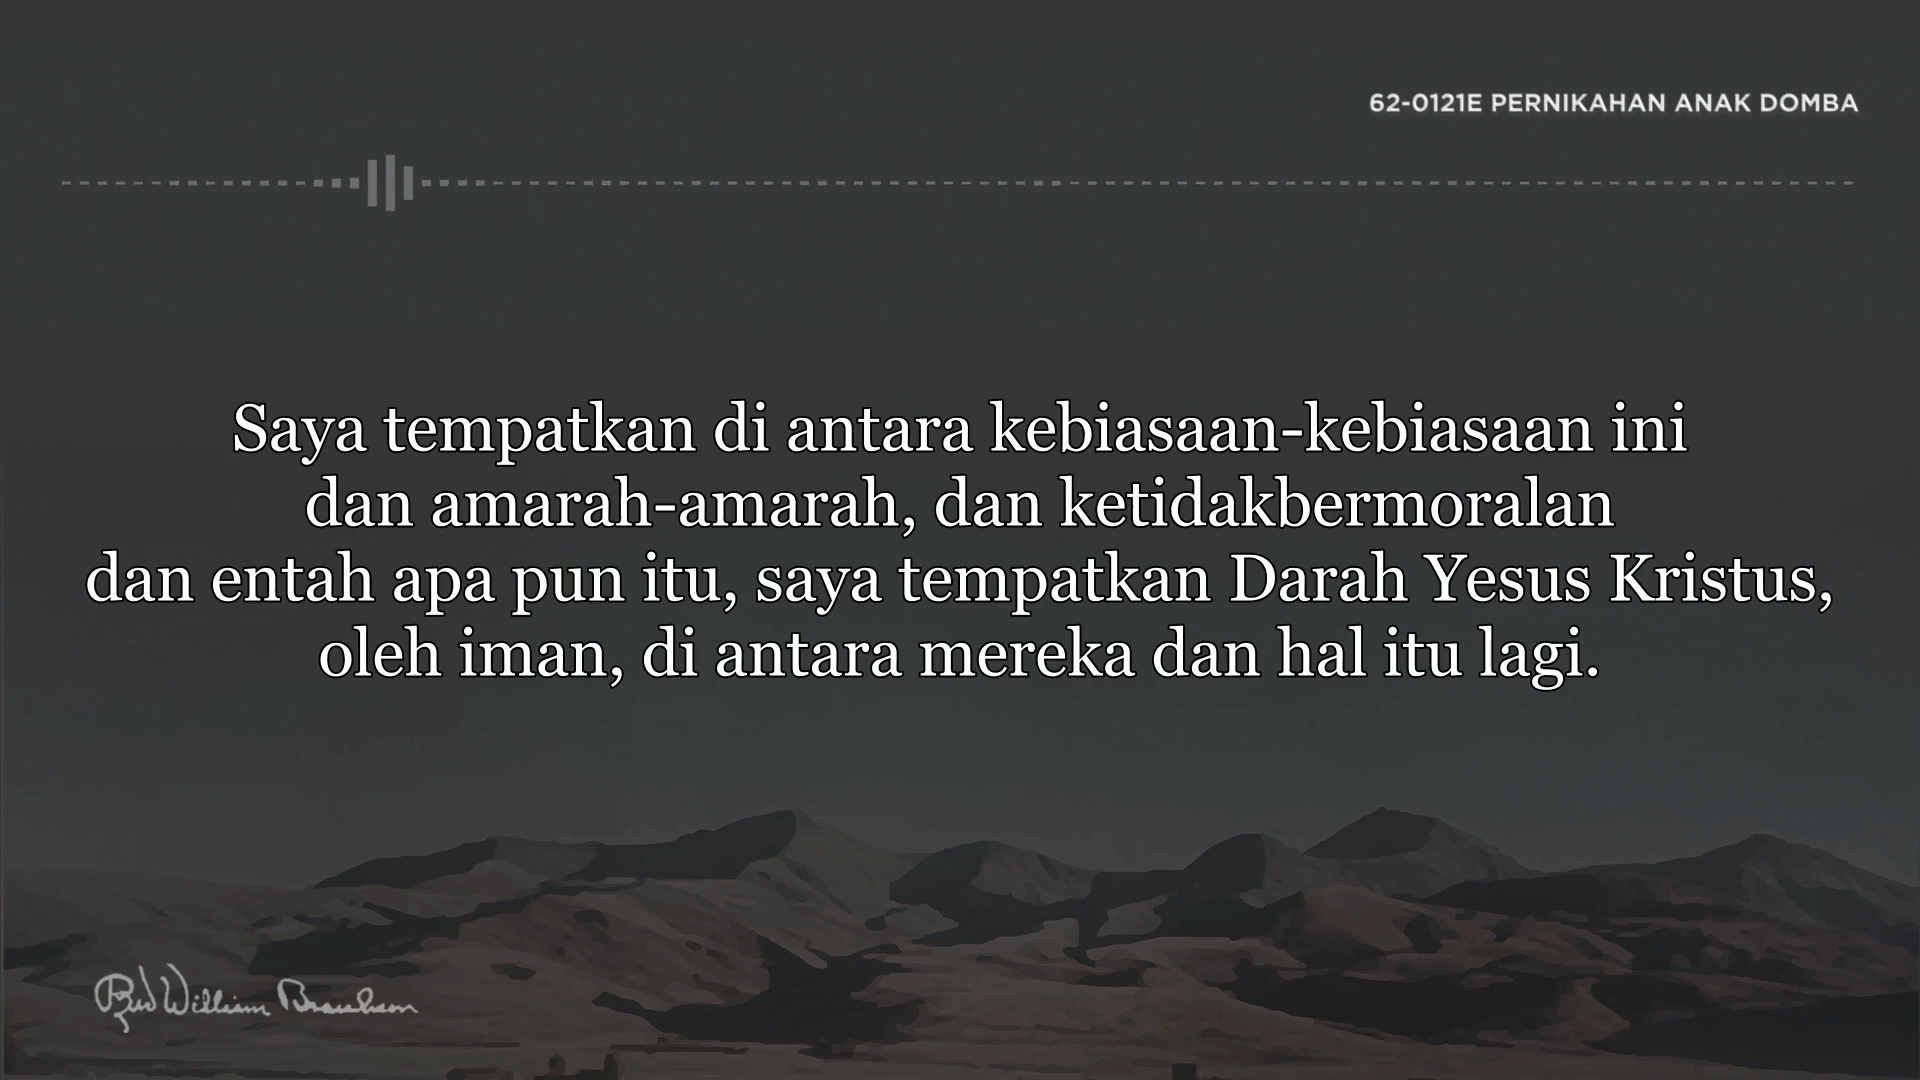 62-0121E PERNIKAHAN ANAK DOMBA
Saya tempatkan di antara kebiasaan-kebiasaan ini
dan amarah-amarah, dan ketidakbermoralan
dan entah apa pun itu, saya tempatkan Darah Yesus Kristus,
oleh iman, di antara mereka dan hal itu lagi.
Rev William Branham